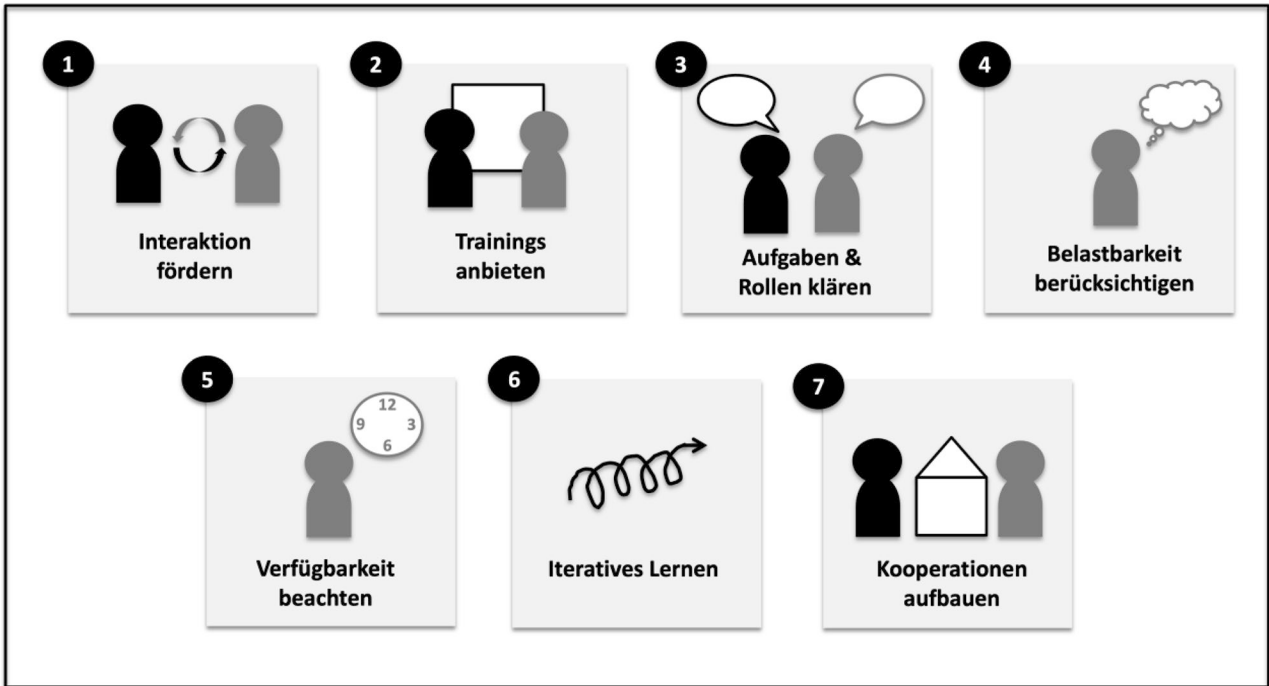 1
Interaktion
fördern
2
Trainings
anbieten
3
Aufgaben &
Rollen klären
4
Belastbarkeit
berücksichtigen
5
12
9 3
6
Verfügbarkeit
beachten
6
Iteratives Lernen
7
Kooperationen
aufbauen